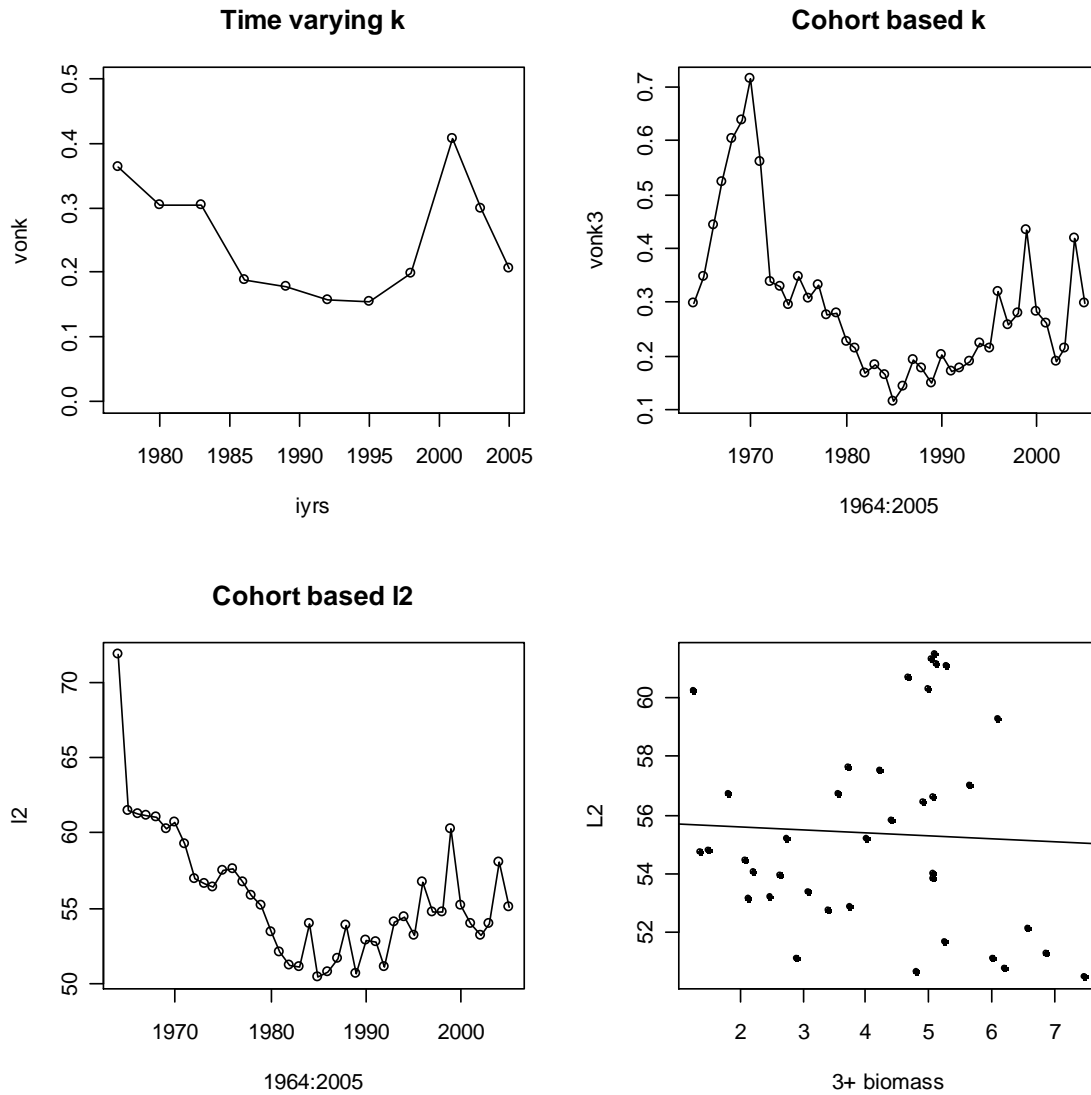 Time varying k
vonk
0.0 0.1 0.2 0.3 0.4 0.5
1980 1985 1990 1995 2000 2005
iyrs
Cohort based k
vonk3
0.1 0.2 0.3 0.4 0.5 0.6 0.7
1970 1980 1990 2000
1964:2005
Cohort based l2
l2
50 55 60 65 70
1970 1980 1990 2000
1964:2005
L2
52 54 56 58 60
2 3 4 5 6 7
3+ biomass